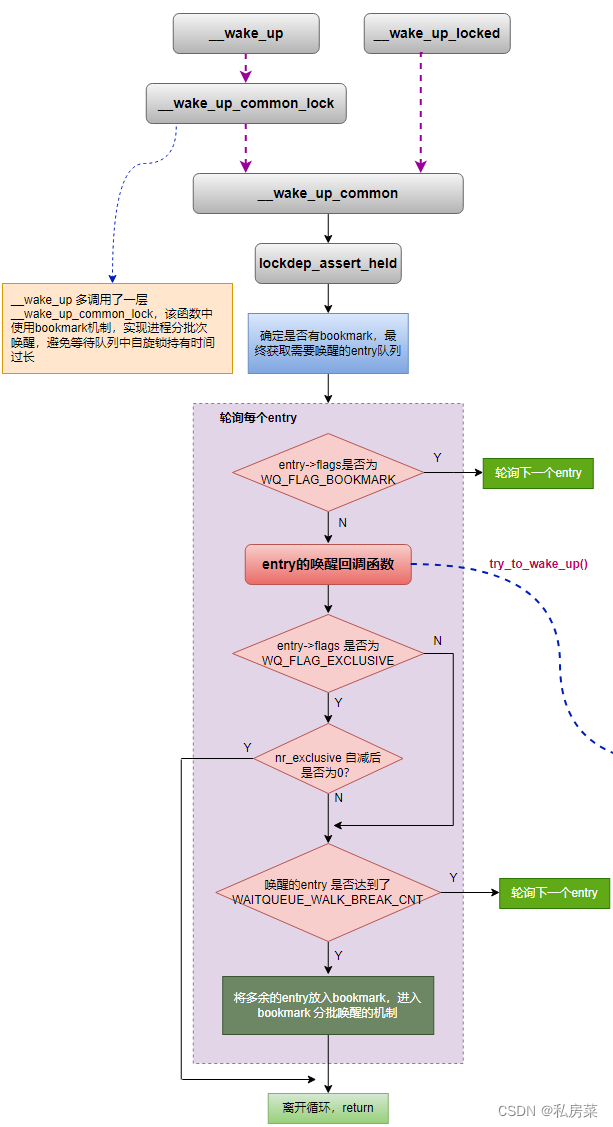 __wake_up
__wake_up_locked
__wake_up_common_lock
__wake_up_common
lockdep_assert_held
__wake_up 多调用了一层
__wake_up_common_lock，该函数中
使用bookmark机制，实现进程分批次
唤醒，避免等待队列中自旋锁持有时间
过长
确定是否有bookmark，最
终获取需要唤醒的entry队列
轮询每个entry
entry->flags是否为
WQ_FLAG_BOOKMARK
Y
轮询下一个entry
N
entry的唤醒回调函数
try_to_wake_up()
entry->flags 是否为
WQ_FLAG_EXCLUSIVE
N
Y
nr_exclusive 自减后
是否为0?
Y
N
唤醒的entry 是否达到了
WAITQUEUE_WALK_BREAK_CNT
Y
轮询下一个entry
Y
将多余的entry放入bookmark，进入
bookmark 分批唤醒的机制
离开循环，return
CSDN @私房菜